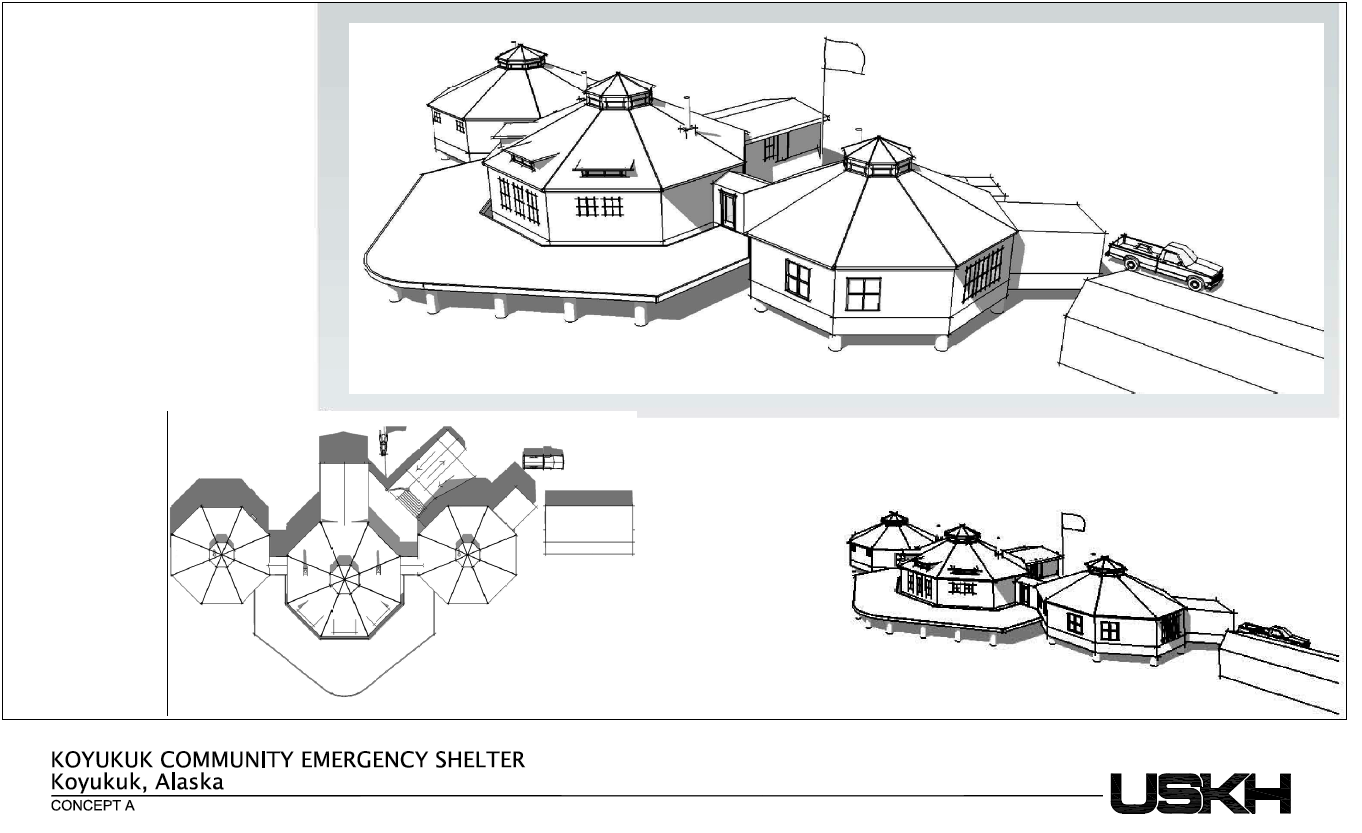 KOYUKUK COMMUNITY EMERGENCY SHELTER
Koyukuk, Alaska
CONCEPT A
USKH